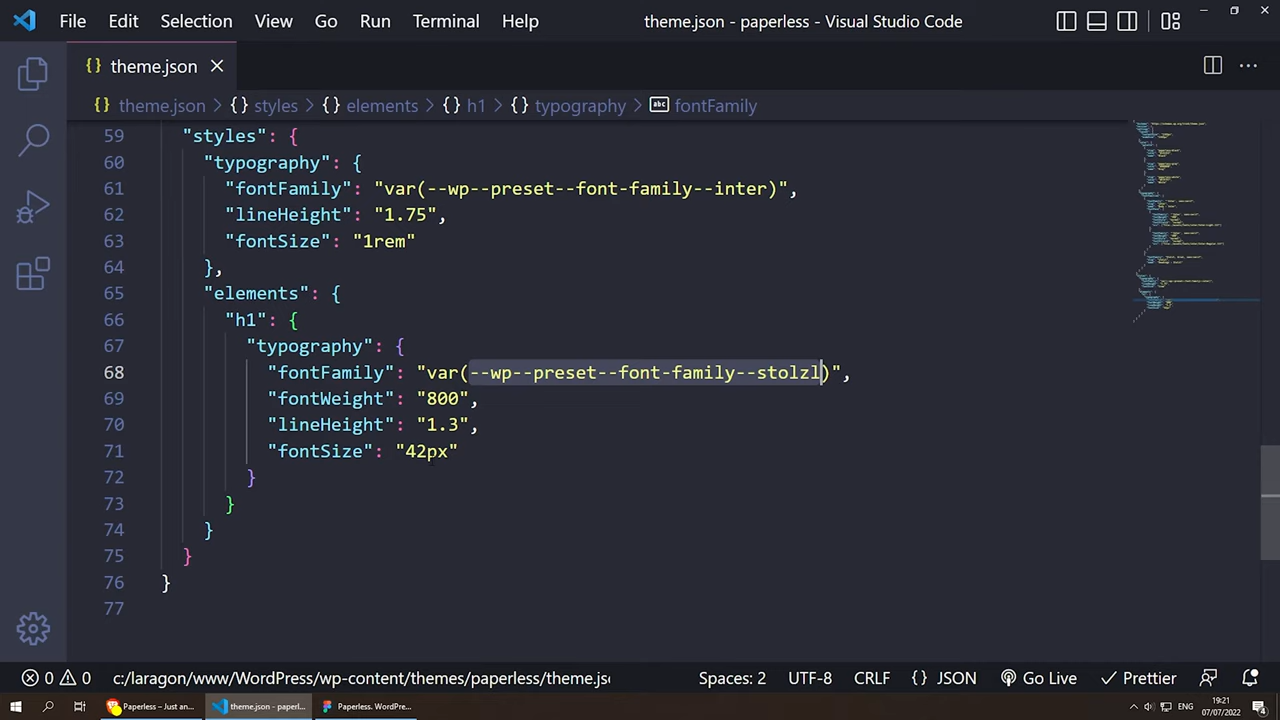 File Edit Selection View Go Run Terminal Help theme.json - paperless - Visual Studio Code
{} theme.json
{} theme.json > {} styles > {} elements > {} h1 > {} typography > abc fontFamily
59 "styles": {
60 "typography": {
61 "fontFamily": "var(--wp--preset--font-family--inter)",
62 "lineHeight": "1.75",
63 "fontSize": "1rem"
64 },
65 "elements": {
66 "h1": {
67 "typography": {
68 "fontFamily": "var(--wp--preset--font-family--stolzl)",
69 "fontWeight": "800",
70 "lineHeight": "1.3",
71 "fontSize": "42px"
72 }
73 }
74 }
75 }
76 }
77
0 0 c:/laragon/www/WordPress/wp-content/themes/paperless/theme.jso Spaces: 2 UTF-8 CRLF {} JSON Go Live Prettier
Paperless – Just an... theme.json - paperl... Paperless. WordPre... ENG 19:21
07/07/2022 4